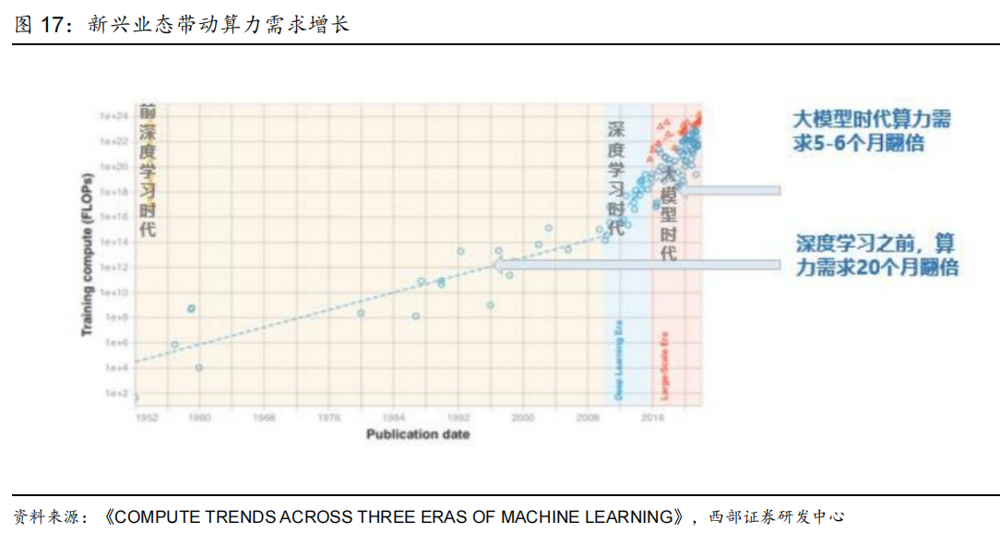 图 17：新兴业态带动算力需求增长
前深度学习时代
深度学习时代
大模型时代
大模型时代算力需
求5-6个月翻倍
深度学习之前，算
力需求20个月翻倍
Training compute (FLOPs)
1e+24
1e+22
1e+20
1e+18
1e+16
1e+14
1e+12
1e+10
1e+8
1e+6
1e+4
1e+2
Deep Learning Era
Large-Scale Era
1952 1960 1968 1976 1984 1992 2000 2008 2016
Publication date
资料来源：《COMPUTE TRENDS ACROSS THREE ERAS OF MACHINE LEARNING》，西部证券研发中心